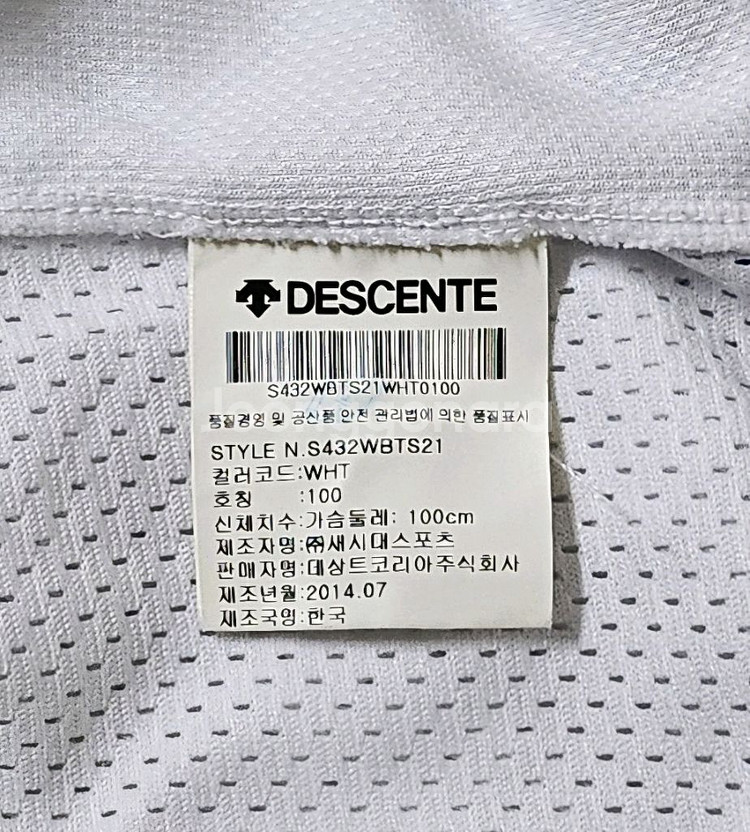 DESCENTE
S432WBTS21WHT0100
품질경영 및 공산품 안전 관리법에 의한 품질표시
STYLE N.S432WBTS21
컬러코드:WHT
호칭 :100
신체치수:가슴둘레: 100cm
제조자명:㈜새시대스포츠
판매자명:데상트코리아주식회사
제조년월:2014.07
제조국명:한국